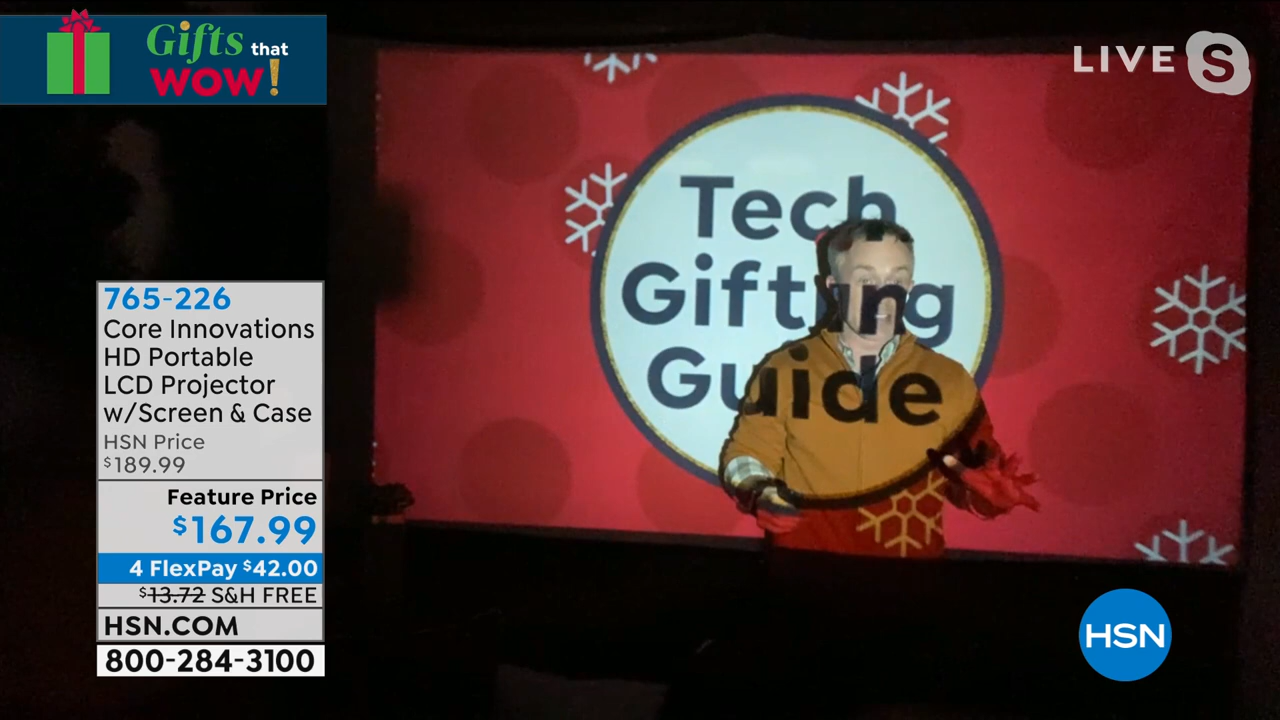 Gifts that
WOW!
LIVE S
Tech
Gifting
Guide
765-226
Core Innovations
HD Portable
LCD Projector
w/Screen & Case
HSN Price
$189.99
Feature Price
$167.99
4 FlexPay $42.00
$13.72 S&H FREE
HSN.COM
800-284-3100
HSN